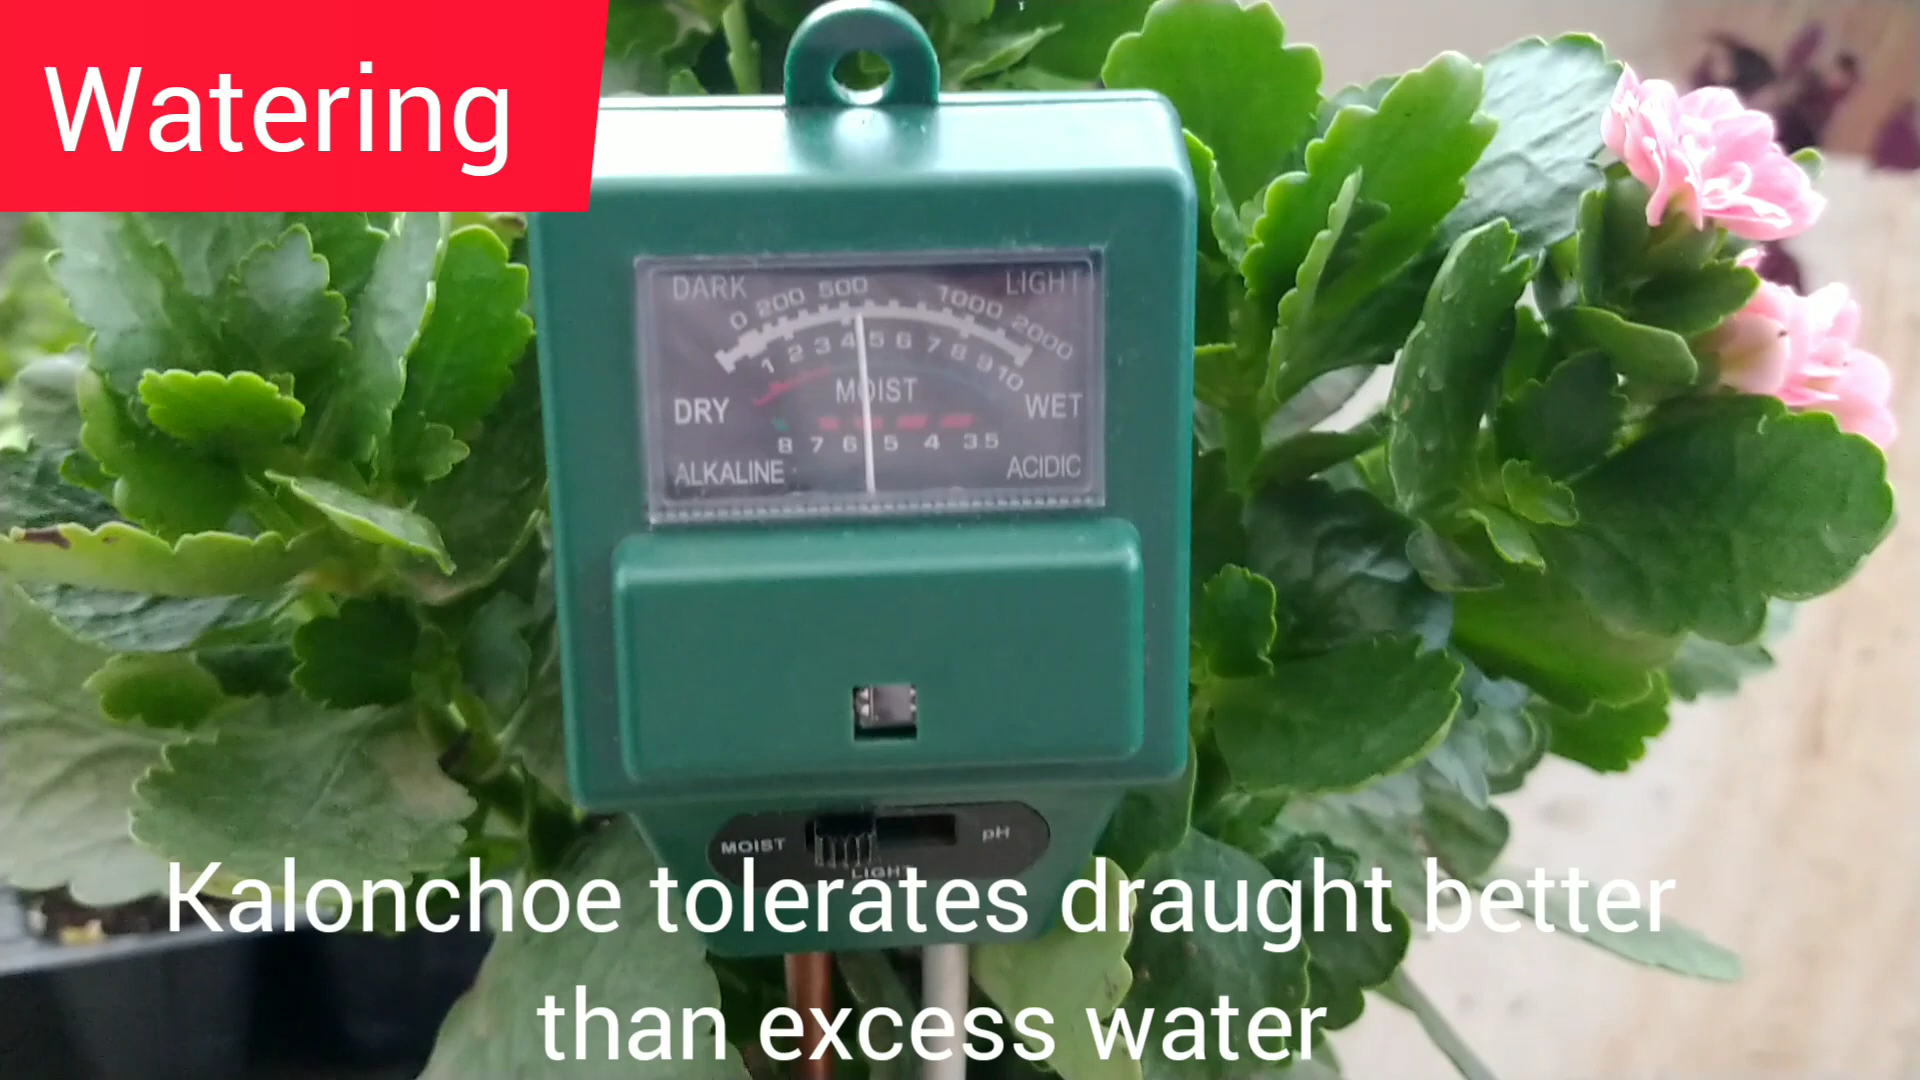 Watering
DARK LIGHT
0 200 500 1000 2000
1 2 3 4 5 6 7 8 9 10
MOIST
DRY WET
8 7 6 5 4 3.5
ALKALINE ACIDIC
MOIST pH
LIGHT
Kalonchoe tolerates draught better
than excess water